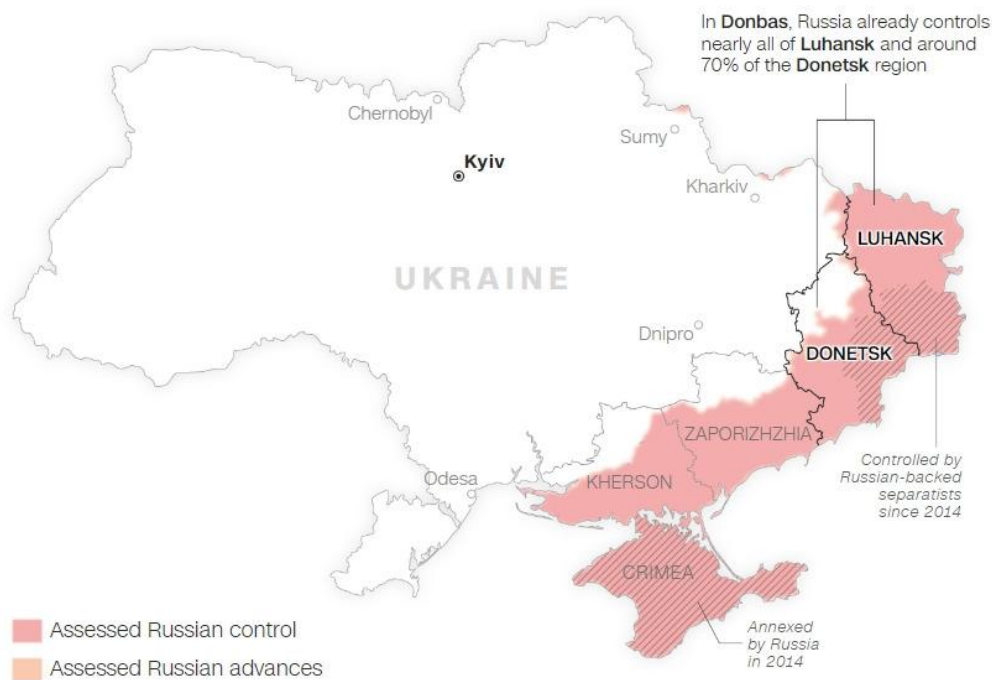 In Donbas, Russia already controls
nearly all of Luhansk and around
70% of the Donetsk region
Chernobyl
Sumy
Kyiv
Kharkiv
LUHANSK
UKRAINE
Dnipro
DONETSK
ZAPORIZHZHIA
Controlled by
Russian-backed
separatists
since 2014
Odesa
KHERSON
CRIMEA
Annexed
by Russia
in 2014
Assessed Russian control
Assessed Russian advances